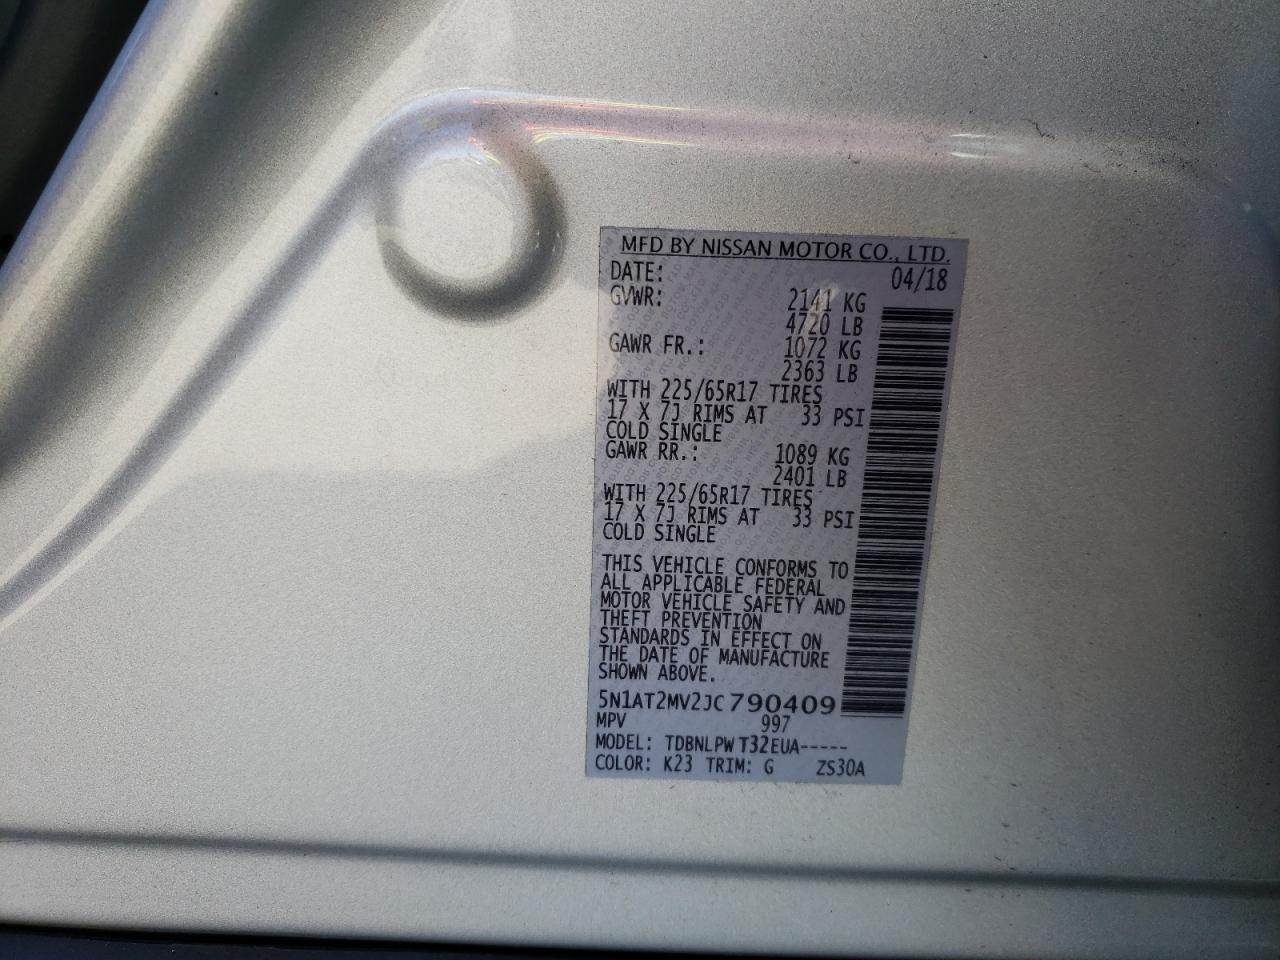 MFD BY NISSAN MOTOR CO., LTD.
DATE: 04/18
GVWR: 2141 KG
4720 LB
GAWR FR.: 1072 KG
2363 LB
WITH 225/65R17 TIRES
17 X 7J RIMS AT 33 PSI
COLD SINGLE
GAWR RR.: 1089 KG
2401 LB
WITH 225/65R17 TIRES
17 X 7J RIMS AT 33 PSI
COLD SINGLE
THIS VEHICLE CONFORMS TO
ALL APPLICABLE FEDERAL
MOTOR VEHICLE SAFETY AND
THEFT PREVENTION
STANDARDS IN EFFECT ON
THE DATE OF MANUFACTURE
SHOWN ABOVE.
5N1AT2MV2JC790409
MPV 997
MODEL: TDBNLPW T32EUA-----
COLOR: K23 TRIM: G ZS30A